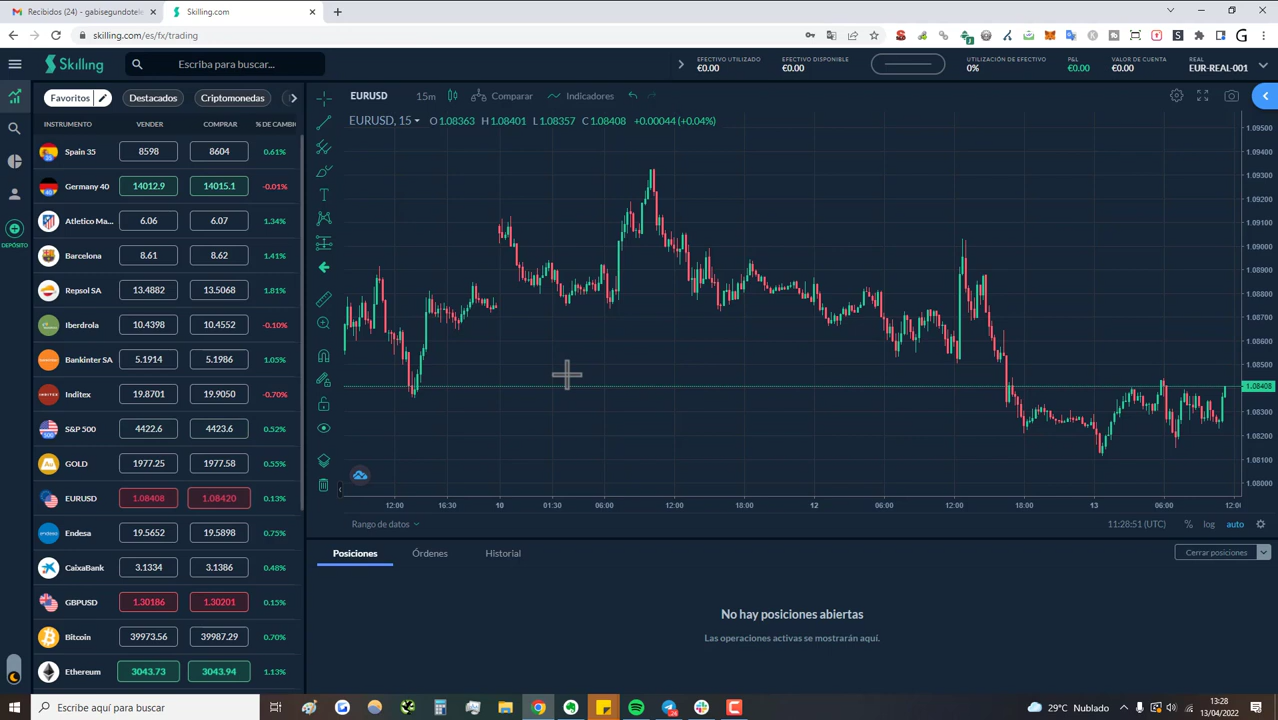 Recibidos (24) - gabisegundotele
Skilling.com
skilling.com/es/fx/trading
Skilling
Escriba para buscar...
EFECTIVO UTILIZADO
€0.00
EFECTIVO DISPONIBLE
€0.00
UTILIZACIÓN DE EFECTIVO
0%
P&L
€0.00
VALOR DE CUENTA
€0.00
REAL
EUR-REAL-001
DEPÓSITO
Favoritos
Destacados
Criptomonedas
INSTRUMENTO VENDER COMPRAR % DE CAMBIO
Spain 35 8598 8604 0.61%
Germany 40 14012.9 14015.1 -0.01%
Atletico Ma... 6.06 6.07 1.34%
Barcelona 8.61 8.62 1.41%
Repsol SA 13.4882 13.5068 1.81%
Iberdrola 10.4398 10.4552 -0.10%
Bankinter SA 5.1914 5.1986 1.05%
Inditex 19.8701 19.9050 -0.70%
S&P 500 4422.6 4423.6 0.52%
GOLD 1977.25 1977.58 0.55%
EURUSD 1.08408 1.08420 0.13%
Endesa 19.5652 19.5898 0.75%
CaixaBank 3.1334 3.1386 0.48%
GBPUSD 1.30186 1.30201 0.15%
Bitcoin 39973.56 39987.29 0.70%
Ethereum 3043.73 3043.94 1.13%
EURUSD 15m Comparar Indicadores
EURUSD, 15 O1.08363 H1.08401 L1.08357 C1.08408 +0.00044 (+0.04%)
1.09500
1.09400
1.09300
1.09200
1.09100
1.09000
1.08900
1.08800
1.08700
1.08600
1.08500
1.08408
1.08300
1.08200
1.08100
1.08000
12:00 16:30 10 01:30 06:00 12:00 18:00 12 06:00 12:00 18:00 13 06:00 12:00
Rango de datos
11:28:51 (UTC) % log auto
Posiciones Órdenes Historial
Cerrar posiciones
No hay posiciones abiertas
Las operaciones activas se mostrarán aquí.
Escribe aquí para buscar
29°C Nublado
13:28
13/04/2022